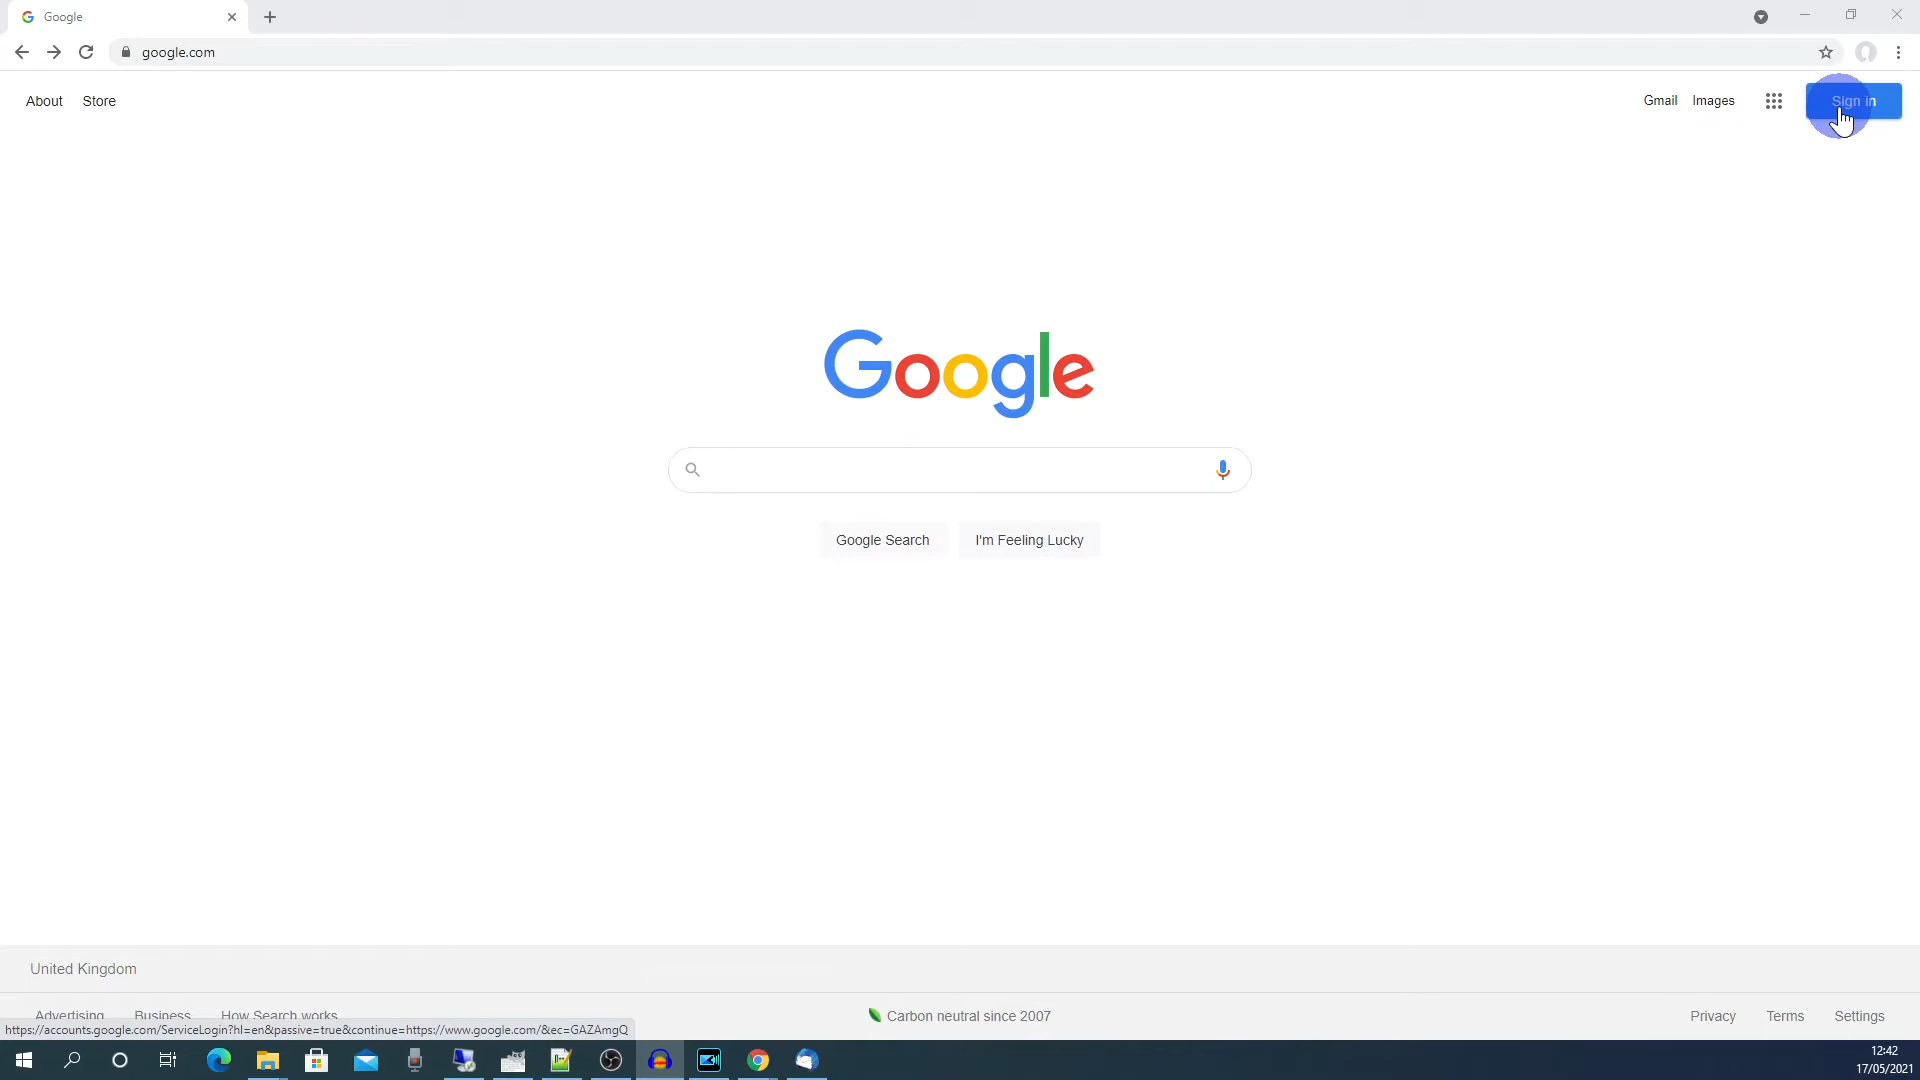 Google
google.com
About Store
Gmail Images
Sign in
Google
Google Search I'm Feeling Lucky
United Kingdom
Advertising Business How Search works
Carbon neutral since 2007
Privacy Terms Settings
https://accounts.google.com/ServiceLogin?hl=en&passive=true&continue=https://www.google.com/&ec=GAZAmgQ
12:42
17/05/2021